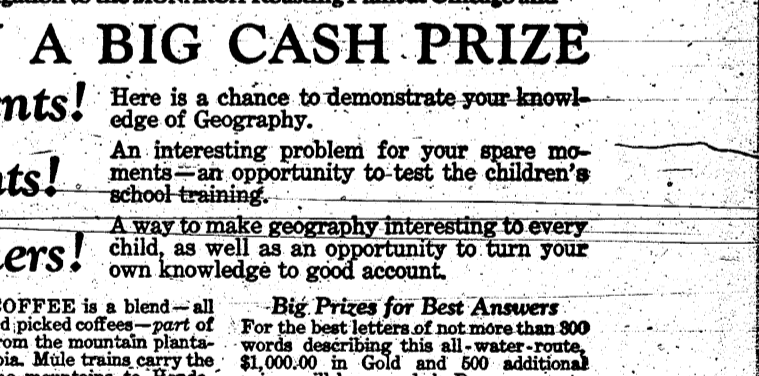 A BIG CASH PRIZE
nts! Here is a chance to demonstrate your knowl-
edge of Geography.
ts! An interesting problem for your spare mo-
ments—an opportunity to test the children's
school training.
ers! A way to make geography interesting to every
child, as well as an opportunity to turn your
own knowledge to good account.
COFFEE is a blend—all
d picked coffees—part of
rom the mountain planta-
pia. Mule trains carry the
Big Prizes for Best Answers
For the best letters of not more than 300
words describing this all-water-route,
$1,000.00 in Gold and 500 additional